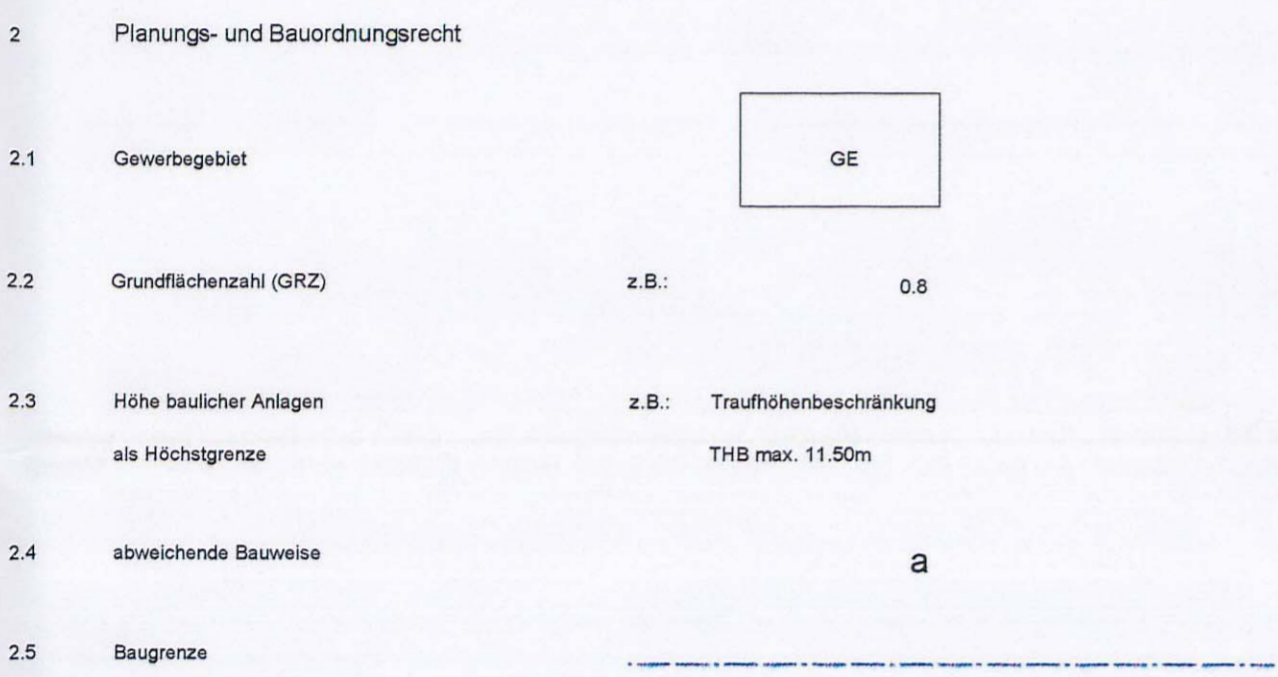 2 Planungs- und Bauordnungsrecht
2.1 Gewerbegebiet GE
2.2 Grundflächenzahl (GRZ) z.B.: 0.8
2.3 Höhe baulicher Anlagen z.B.: Traufhöhenbeschränkung
als Höchstgrenze THB max. 11.50m
2.4 abweichende Bauweise a
2.5 Baugrenze